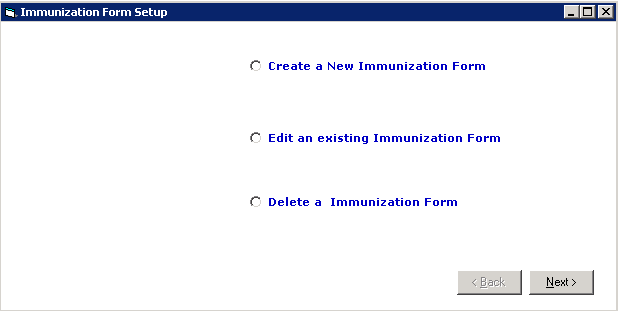 Immunization Form Setup
Create a New Immunization Form
Edit an existing Immunization Form
Delete a  Immunization Form
< Back Next >